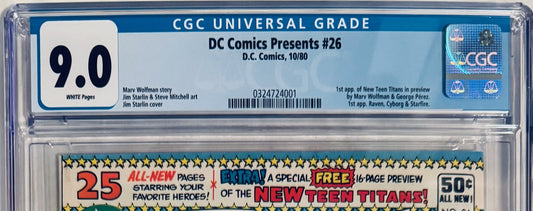 CGC UNIVERSAL GRADE
9.0
WHITE Pages
DC Comics Presents #26
D.C. Comics, 10/80
Marv Wolfman story
Jim Starlin & Steve Mitchell art
Jim Starlin cover
0324724001
1st app. of New Teen Titans in preview
by Marv Wolfman & George Pérez.
1st app. Raven, Cyborg & Starfire.
CGC
25 ALL-NEW PAGES
STARRING YOUR
FAVORITE HEROES!
EXTRA! A SPECIAL FREE 16-PAGE PREVIEW
OF THE NEW TEEN TITANS!
50¢
ALL NEW!